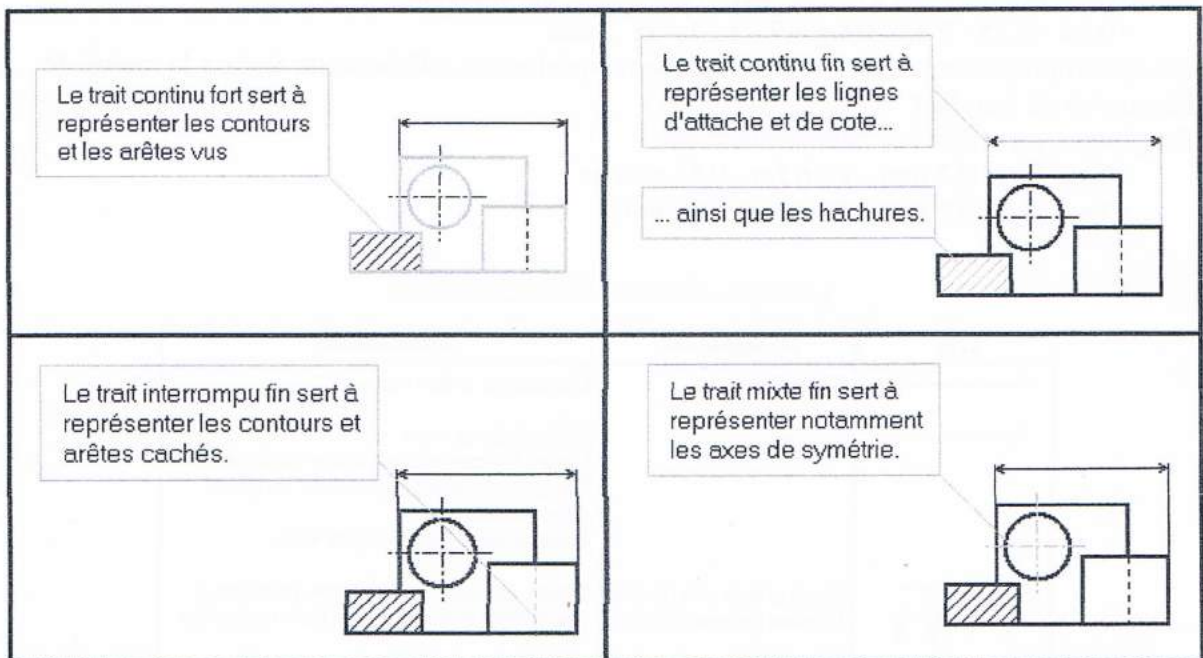 Le trait continu fort sert à
représenter les contours
et les arêtes vus
Le trait continu fin sert à
représenter les lignes
d'attache et de cote...
... ainsi que les hachures.
Le trait interrompu fin sert à
représenter les contours et
arêtes cachés.
Le trait mixte fin sert à
représenter notamment
les axes de symétrie.